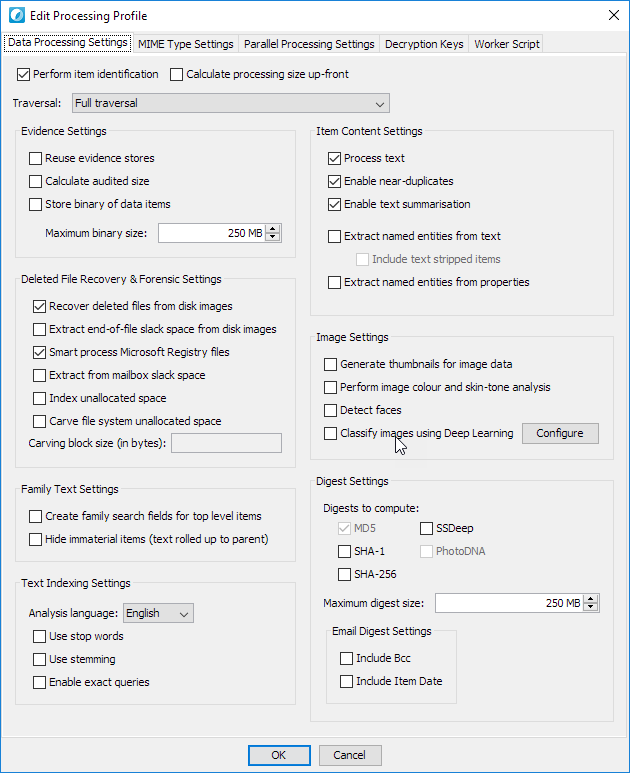 Edit Processing Profile
Data Processing Settings MIME Type Settings Parallel Processing Settings Decryption Keys Worker Script
Perform item identification Calculate processing size up-front
Traversal: Full traversal
Evidence Settings
Reuse evidence stores
Calculate audited size
Store binary of data items
Maximum binary size: 250 MB
Deleted File Recovery & Forensic Settings
Recover deleted files from disk images
Extract end-of-file slack space from disk images
Smart process Microsoft Registry files
Extract from mailbox slack space
Index unallocated space
Carve file system unallocated space
Carving block size (in bytes):
Family Text Settings
Create family search fields for top level items
Hide immaterial items (text rolled up to parent)
Text Indexing Settings
Analysis language: English
Use stop words
Use stemming
Enable exact queries
Item Content Settings
Process text
Enable near-duplicates
Enable text summarisation
Extract named entities from text
Include text stripped items
Extract named entities from properties
Image Settings
Generate thumbnails for image data
Perform image colour and skin-tone analysis
Detect faces
Classify images using Deep Learning Configure
Digest Settings
Digests to compute:
MD5 SSDeep
SHA-1 PhotoDNA
SHA-256
Maximum digest size: 250 MB
Email Digest Settings
Include Bcc
Include Item Date
OK Cancel